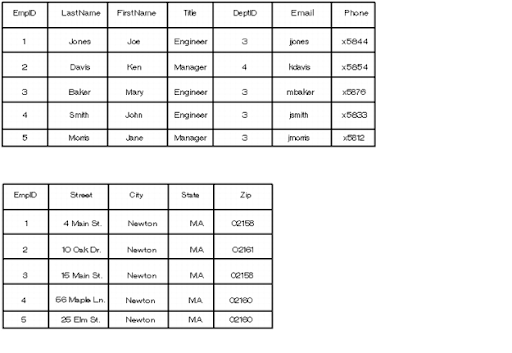 EmpID LastName FirstName Title DeptID Email Phone
1 Jones Joe Engineer 3 jjones x5844
2 Davis Ken Manager 4 kdavis x5854
3 Baker Mary Engineer 3 mbaker x5876
4 Smith John Engineer 3 jsmith x5833
5 Morris Jane Manager 3 jmorris x5812
EmpID Street City State Zip
1 4 Main St. Newton MA 02158
2 10 Oak Dr. Newton MA 02161
3 15 Main St. Newton MA 02158
4 56 Maple Ln. Newton MA 02160
5 25 Elm St. Newton MA 02160